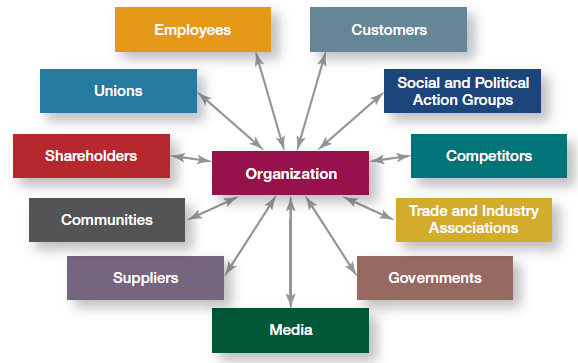 Employees
Customers
Unions
Social and Political
Action Groups
Shareholders
Organization
Competitors
Communities
Trade and Industry
Associations
Suppliers
Governments
Media